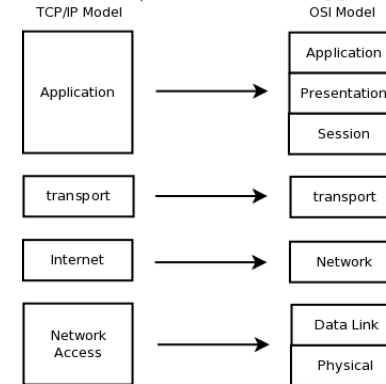 TCP/IP Model
OSI Model
Application
Application
Presentation
Session
transport
transport
Internet
Network
Network
Access
Data Link
Physical